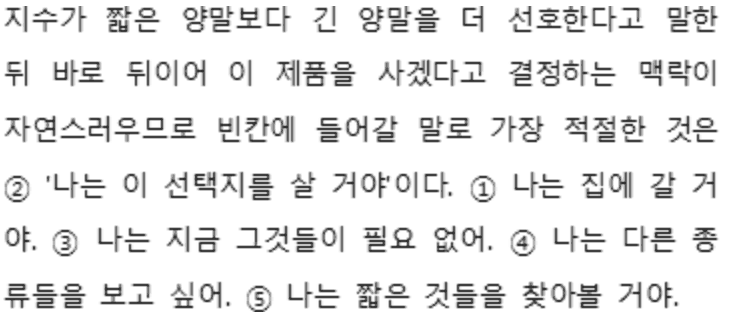 지수가 짧은 양말보다 긴 양말을 더 선호한다고 말한
뒤 바로 뒤이어 이 제품을 사겠다고 결정하는 맥락이
자연스러우므로 빈칸에 들어갈 말로 가장 적절한 것은
② '나는 이 선택지를 살 거야'이다. ① 나는 집에 갈 거
야. ③ 나는 지금 그것들이 필요 없어. ④ 나는 다른 종
류들을 보고 싶어. ⑤ 나는 짧은 것들을 찾아볼 거야.